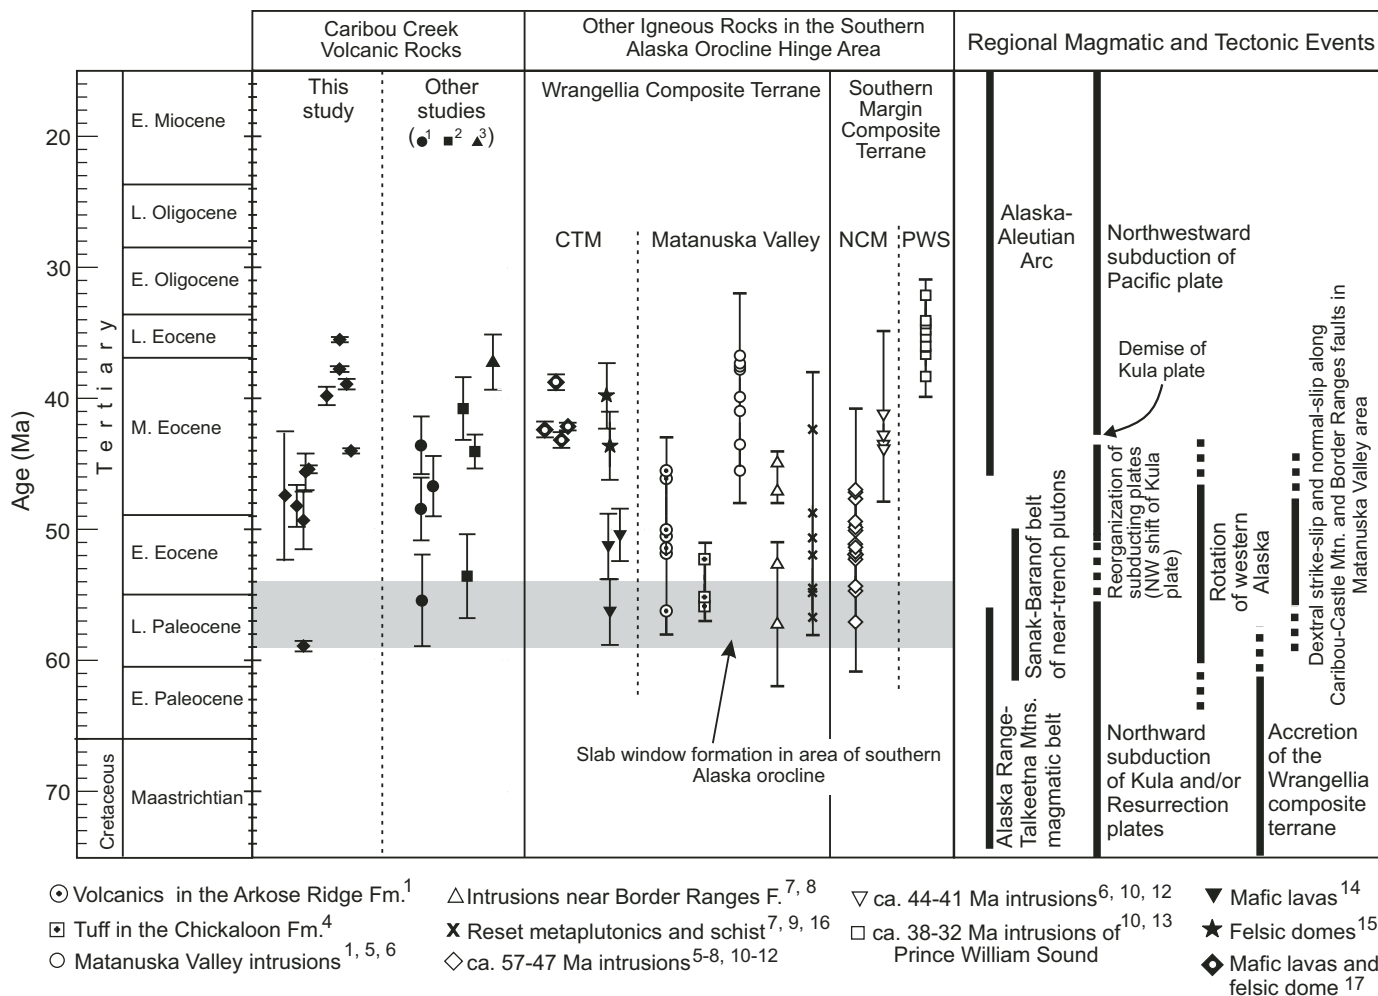 Caribou Creek
Volcanic Rocks
Other Igneous Rocks in the Southern
Alaska Orocline Hinge Area
Regional Magmatic and Tectonic Events
This
study
Other
studies
( 1 2 3 )
Wrangellia Composite Terrane
Southern
Margin
Composite
Terrane
CTM
Matanuska Valley
NCM
PWS
Age (Ma)
20
30
40
50
60
70
Tertiary
Cretaceous
E. Miocene
L. Oligocene
E. Oligocene
L. Eocene
M. Eocene
E. Eocene
L. Paleocene
E. Paleocene
Maastrichtian
Slab window formation in area of southern
Alaska orocline
Alaska-
Aleutian
Arc
Northwestward
subduction of
Pacific plate
Demise of
Kula plate
Alaska Range-
Talkeetna Mtns.
magmatic belt
Sanak-Baranof belt
of near-trench plutons
Reorganization of
subducting plates
(NW shift of Kula
plate)
Northward
subduction
of Kula and/or
Resurrection
plates
Rotation
of western
Alaska
Accretion
of the
Wrangellia
composite
terrane
Dextral strike-slip and normal-slip along
Caribou-Castle Mtn. and Border Ranges faults in
Matanuska Valley area
Volcanics in the Arkose Ridge Fm.1
Tuff in the Chickaloon Fm.4
Matanuska Valley intrusions1, 5, 6
Intrusions near Border Ranges F.7, 8
Reset metaplutonics and schist7, 9, 16
ca. 57-47 Ma intrusions5-8, 10-12
ca. 44-41 Ma intrusions6, 10, 12
ca. 38-32 Ma intrusions of10, 13
Prince William Sound
Mafic lavas14
Felsic domes15
Mafic lavas and
felsic dome 17